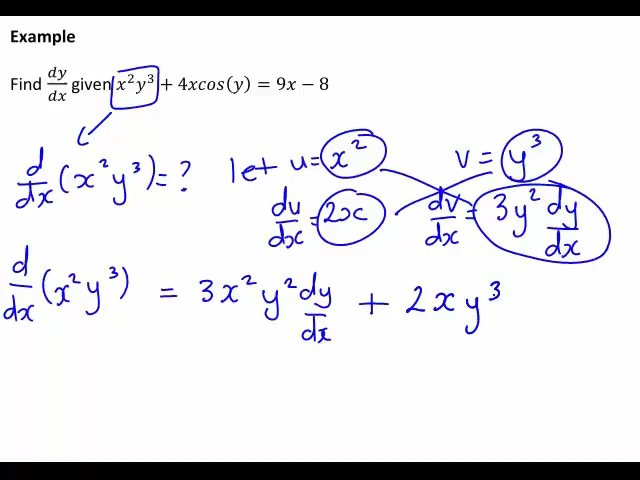 Example
Find dy/dx given x²y³ + 4xcos(y) = 9x − 8
d/dx (x²y³) = ? let u = x² v = y³
du/dx = 2x dv/dx = 3y² dy/dx
d/dx (x²y³) = 3x²y² dy/dx + 2xy³